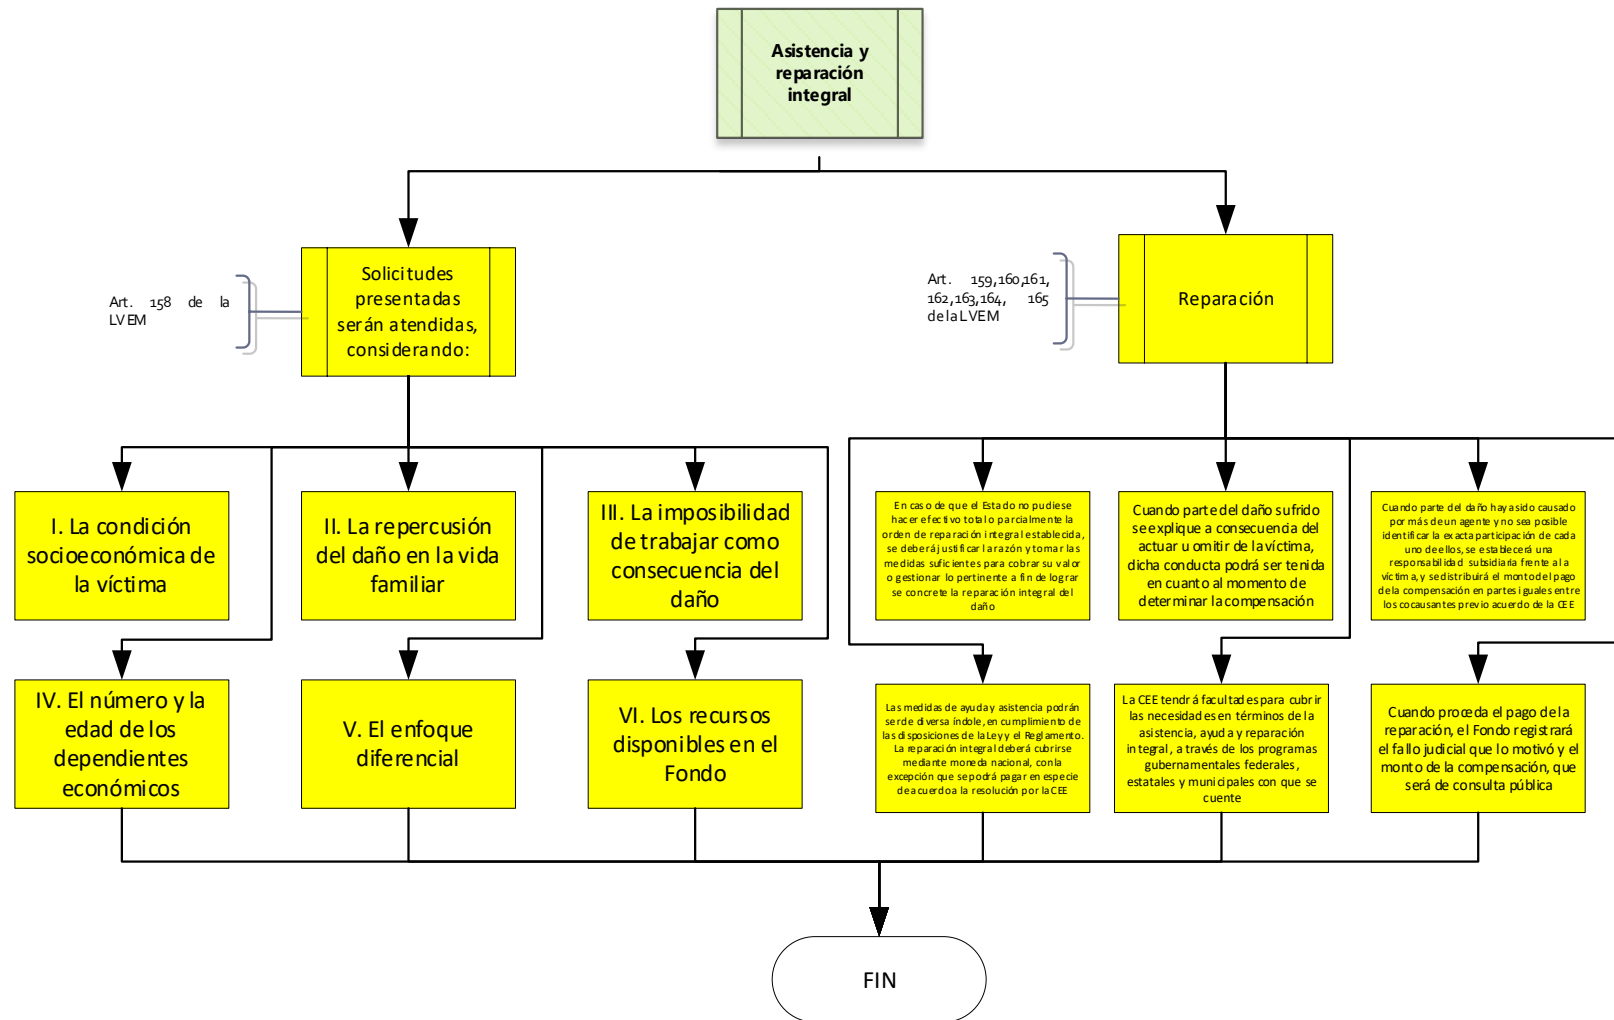 Asistencia y
reparación
integral
Art. 158 de la
LVEM
Solicitudes
presentadas
serán atendidas,
considerando:
Art. 159,160,161,
162,163,164, 165
de la LVEM
Reparación
I. La condición
socioeconómica de
la víctima
II. La repercusión
del daño en la vida
familiar
III. La imposibilidad
de trabajar como
consecuencia del
daño
En caso de que el Estado no pudiese
hacer efectivo total o parcialmente la
orden de reparación integral establecida,
se deberá justificar la razón y tomar las
medidas suficientes para cobrar su valor
o gestionar lo pertinente a fin de lograr
se concrete la reparación integral del
daño
Cuando parte del daño sufrido
se explique a consecuencia del
actuar u omitir de la víctima,
dicha conducta podrá ser tenida
en cuanto al momento de
determinar la compensación
Cuando parte del daño haya sido causado
por más de un agente y no sea posible
identificar la exacta participación de cada
uno de ellos, se establecerá una
responsabilidad subsidiaria frente a la
víctima, y se distribuirá el monto del pago
de la compensación en partes iguales entre
los cocausantes previo acuerdo de la CEE
IV. El número y la
edad de los
dependientes
económicos
V. El enfoque
diferencial
VI. Los recursos
disponibles en el
Fondo
Las medidas de ayuda y asistencia podrán
ser de diversa índole, en cumplimiento de
las disposiciones de la Ley y el Reglamento.
La reparación integral deberá cubrirse
mediante moneda nacional, con la
excepción que se podrá pagar en especie
de acuerdo a la resolución por la CEE
La CEE tendrá facultades para cubrir
las necesidades en términos de la
asistencia, ayuda y reparación
integral, a través de los programas
gubernamentales federales,
estatales y municipales con que se
cuente
Cuando proceda el pago de la
reparación, el Fondo registrará
el fallo judicial que lo motivó y el
monto de la compensación, que
será de consulta pública
FIN